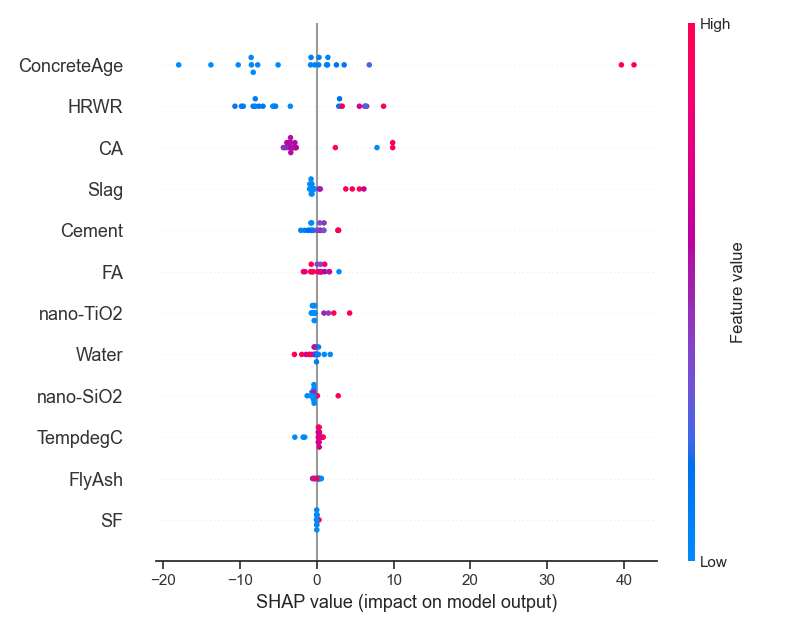 High
ConcreteAge
HRWR
CA
Slag
Cement
FA
nano-TiO2
Water
nano-SiO2
TempdegC
FlyAsh
SF
Feature value
Low
−20 −10 0 10 20 30 40
SHAP value (impact on model output)